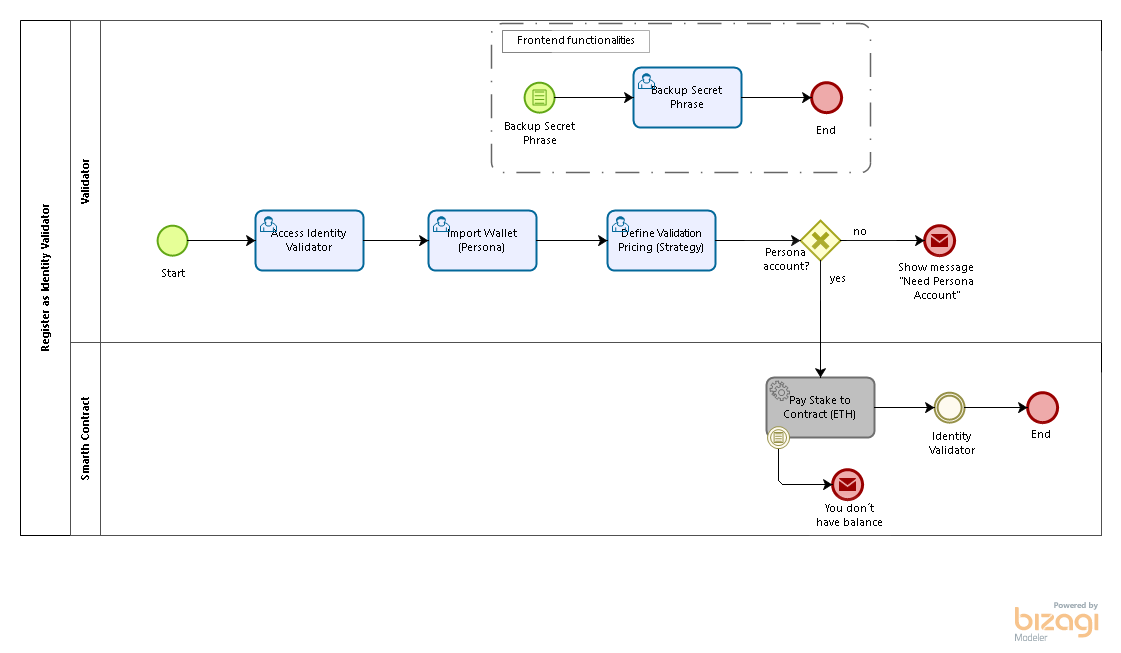 Register as Identity Validator
Validator
Frontend functionalities
Backup Secret
Phrase
Backup Secret
Phrase
End
Start
Access Identity
Validator
Import Wallet
(Persona)
Define Validation
Pricing (Strategy)
Persona
account?
no
yes
Show message
"Need Persona
Account"
Smarth Contract
Pay Stake to
Contract (ETH)
Identity
Validator
End
You don´t
have balance
Powered by
bizagi
Modeler